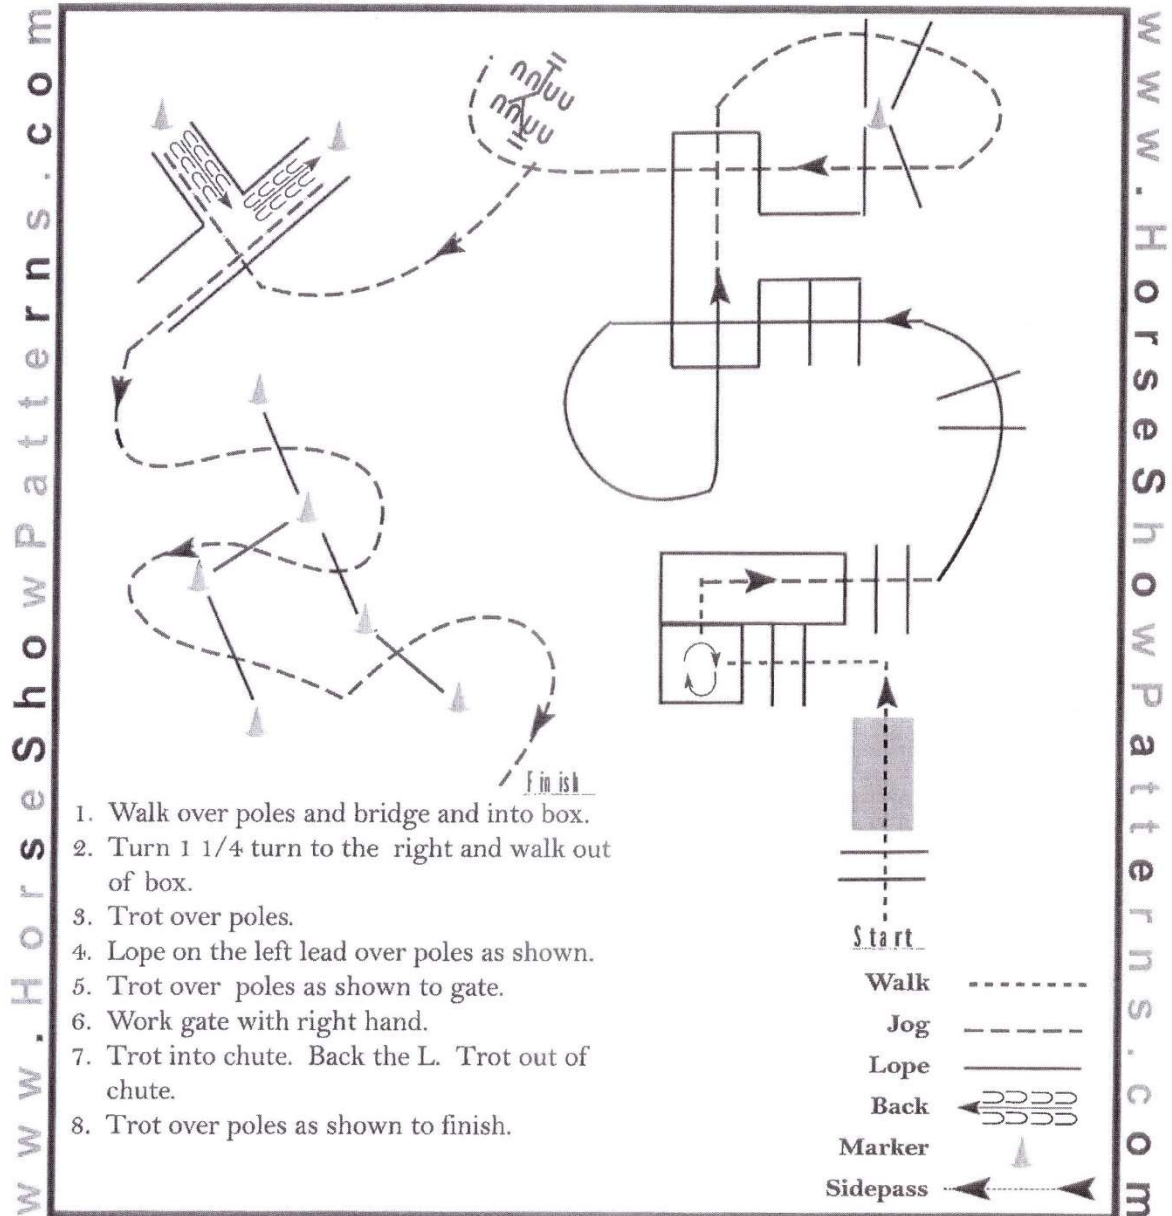 www.HorseShowPatterns.com
www.HorseShowPatterns.com
Finish
1. Walk over poles and bridge and into box.
2. Turn 1 1/4 turn to the right and walk out
of box.
3. Trot over poles.
4. Lope on the left lead over poles as shown.
5. Trot over poles as shown to gate.
6. Work gate with right hand.
7. Trot into chute. Back the L. Trot out of
chute.
8. Trot over poles as shown to finish.
Start
Walk
Jog
Lope
Back
Marker
Sidepass